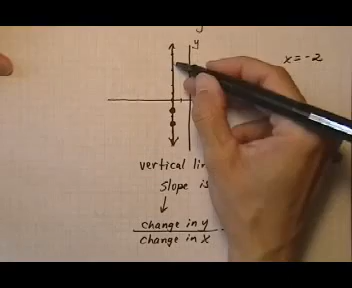 y
x = -2
vertical
slope is
change in y
change in x